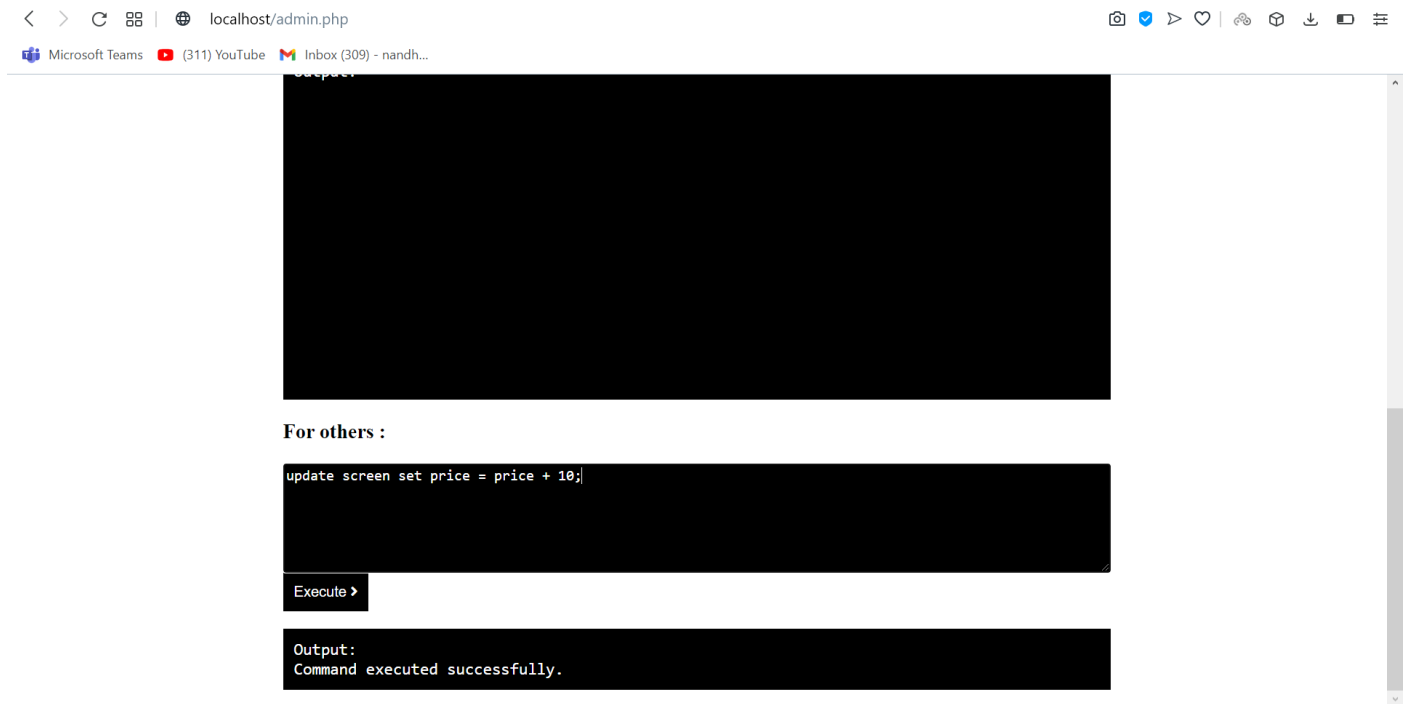 localhost/admin.php
Microsoft Teams (311) YouTube Inbox (309) - nandh...
Output:
For others :
update screen set price = price + 10;
Execute
Output:
Command executed successfully.